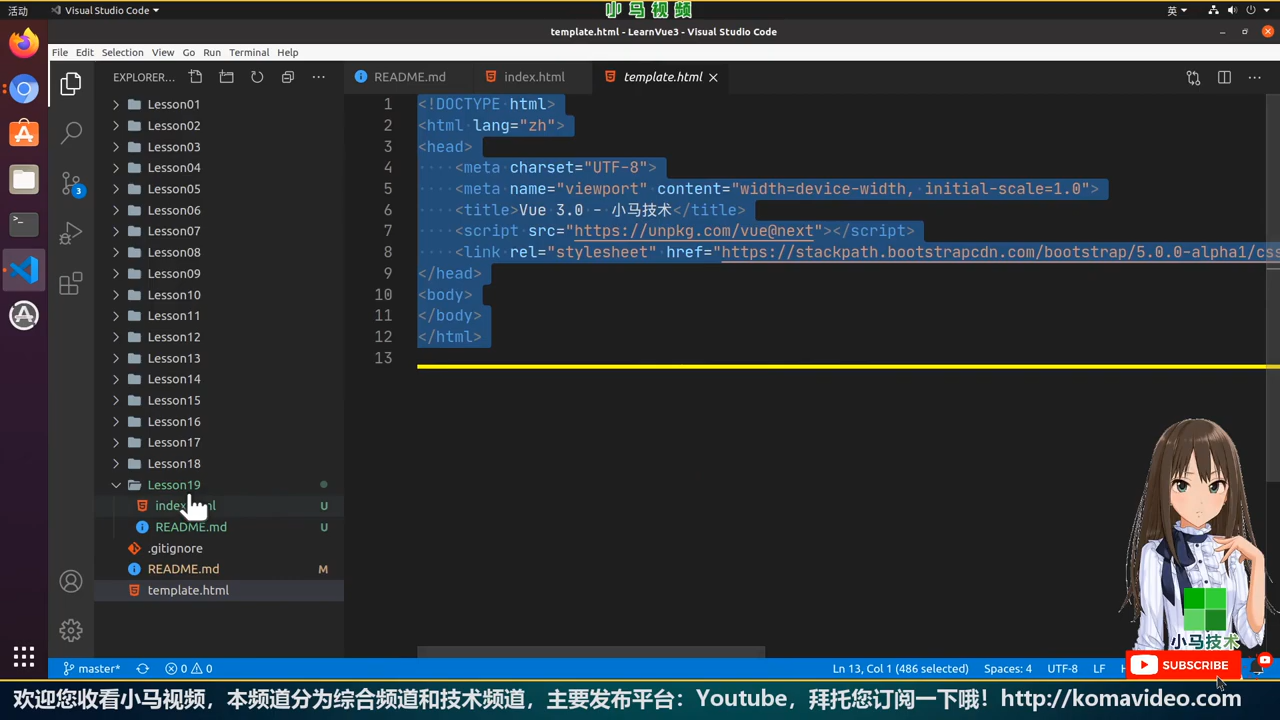 活动
Visual Studio Code
小马视频
英
template.html - LearnVue3 - Visual Studio Code
File Edit Selection View Go Run Terminal Help
EXPLORER...
README.md
index.html
template.html
Lesson01
Lesson02
Lesson03
Lesson04
Lesson05
Lesson06
Lesson07
Lesson08
Lesson09
Lesson10
Lesson11
Lesson12
Lesson13
Lesson14
Lesson15
Lesson16
Lesson17
Lesson18
Lesson19
README.md U
.gitignore
README.md M
template.html
3
1 <!DOCTYPE html>
2 <html lang="zh">
3 <head>
4 <meta charset="UTF-8">
5 <meta name="viewport" content="width=device-width, initial-scale=1.0">
6 <title>Vue 3.0 - 小马技术</title>
7 <script src="https://unpkg.com/vue@next"></script>
8 <link rel="stylesheet" href="https://stackpath.bootstrapcdn.com/bootstrap/5.0.0-alpha1/css
9 </head>
10 <body>
11 </body>
12 </html>
13
小马技术
SUBSCRIBE
master* 0 0 Ln 13, Col 1 (486 selected) Spaces: 4 UTF-8 LF
欢迎您收看小马视频，本频道分为综合频道和技术频道，主要发布平台：Youtube，拜托您订阅一下哦！http://komavideo.com